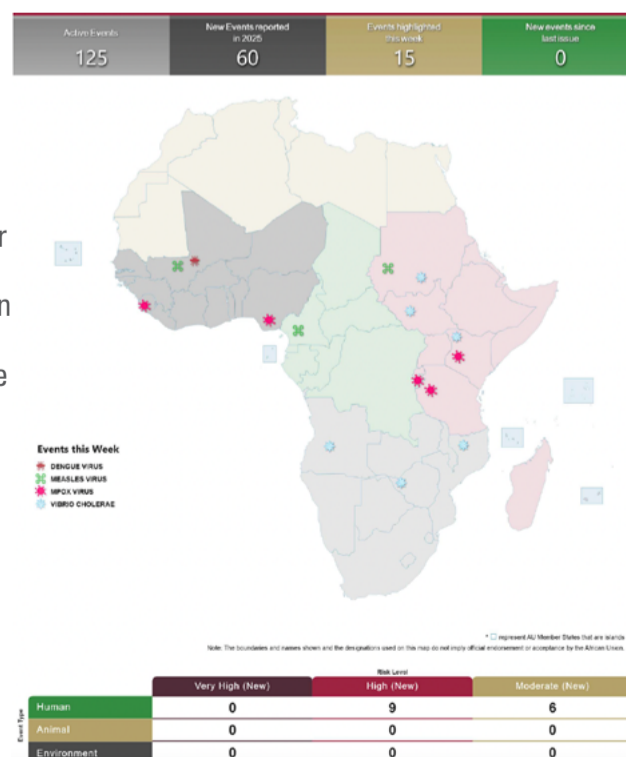 Active Events
125
New Events reported
in 2025
60
Events highlighted
this week
15
New events since
last issue
0
r
n
e
Events this Week
DENGUE VIRUS
MEASLES VIRUS
MPOX VIRUS
VIBRIO CHOLERAE
* represent AU Member States that are islands
Note: The boundaries and names shown and the designations used on this map do not imply official endorsement or acceptance by the African Union.
Risk Level
Very High (New) High (New) Moderate (New)
Event Type
Human 0 9 6
Animal 0 0 0
Environment 0 0 0